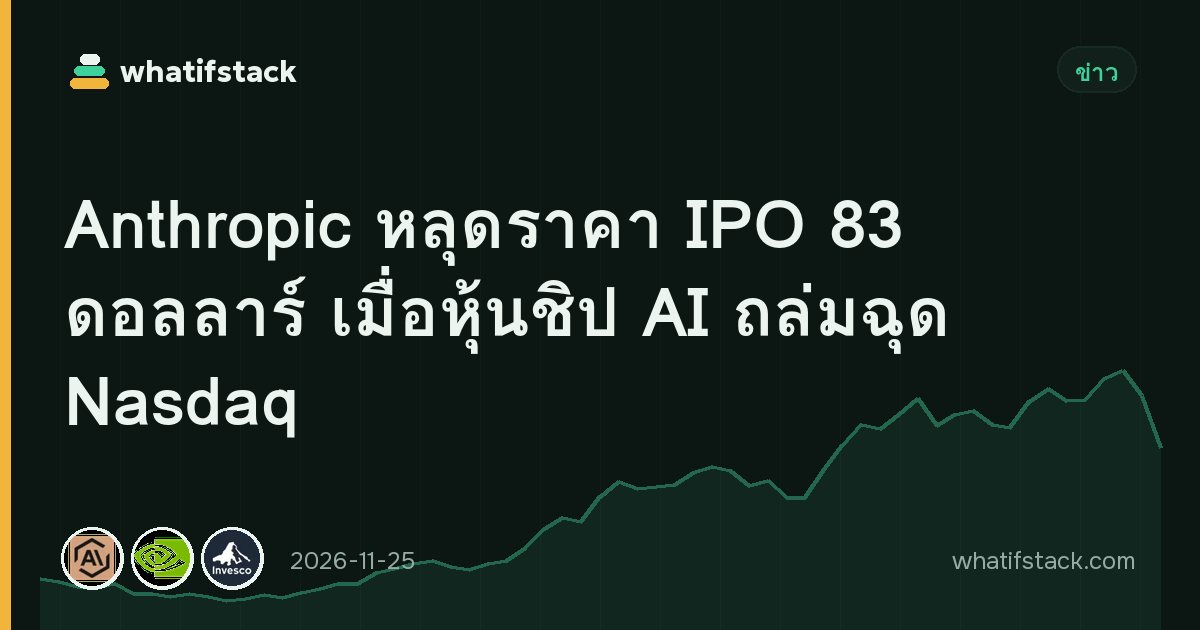 whatifstack
ข่าว
Anthropic หลุดราคา IPO 83
ดอลลาร์ เมื่อหุ้นชิป AI ถล่มฉุด
Nasdaq
AI
Invesco
2026-11-25
whatifstack.com